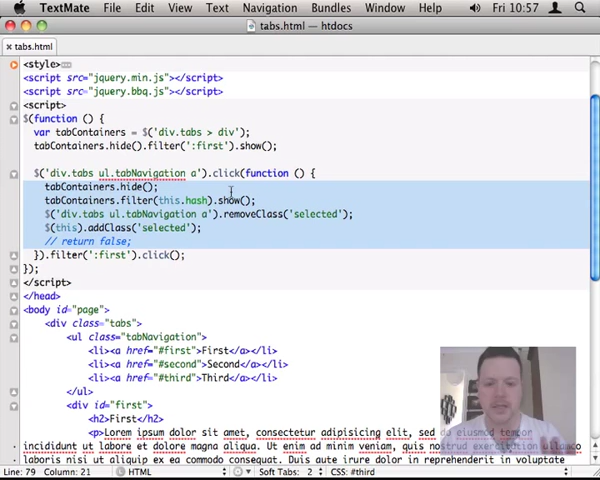 TextMate File Edit View Text Navigation Bundles Window Help Fri 10:57
tabs.html — htdocs
tabs.html
<style>
<script src="jquery.min.js"></script>
<script src="jquery.bbq.js"></script>
<script>
$(function () {
var tabContainers = $('div.tabs > div');
tabContainers.hide().filter(':first').show();
$('div.tabs ul.tabNavigation a').click(function () {
tabContainers.hide();
tabContainers.filter(this.hash).show();
$('div.tabs ul.tabNavigation a').removeClass('selected');
$(this).addClass('selected');
// return false;
}).filter(':first').click();
});
</script>
</head>
<body id="page">
<div class="tabs">
<ul class="tabNavigation">
<li><a href="#first">First</a></li>
<li><a href="#second">Second</a></li>
<li><a href="#third">Third</a></li>
</ul>
<div id="first">
<h2>First</h2>
<p>Lorem ipsum dolor sit amet, consectetur adipisicing elit, sed do eiusmod tempor
incididunt ut labore et dolore magna aliqua. Ut enim ad minim veniam, quis nostrud exercitation ullamco
laboris nisi ut aliquip ex ea commodo consequat. Duis aute irure dolor in reprehenderit in voluptate
Line: 79 Column: 21 HTML Soft Tabs: 2 CSS: #third